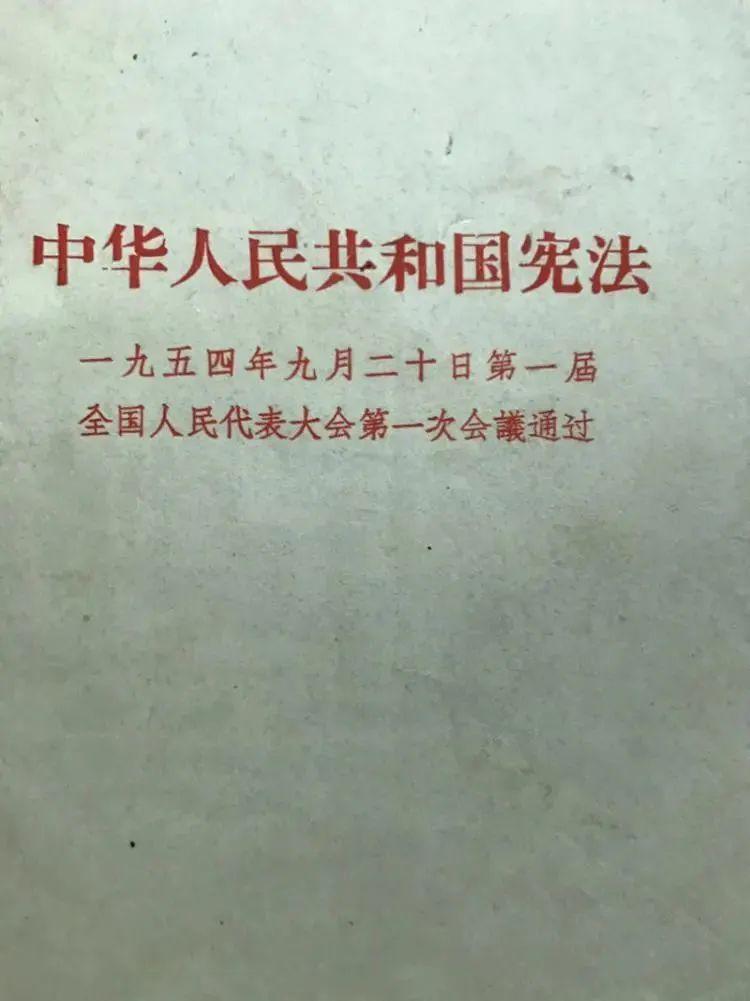 中华人民共和国宪法
一九五四年九月二十日第一届
全国人民代表大会第一次会議通过